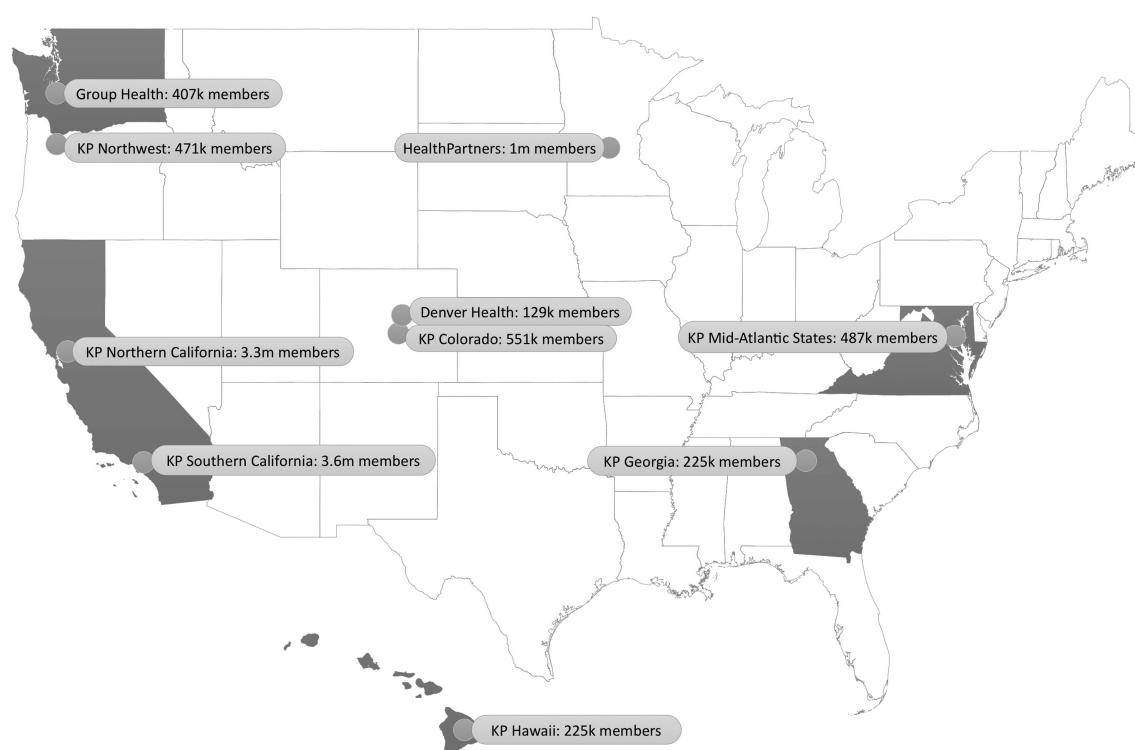 Group Health: 407k members
KP Northwest: 471k members
HealthPartners: 1m members
Denver Health: 129k members
KP Colorado: 551k members
KP Mid-Atlantic States: 487k members
KP Northern California: 3.3m members
KP Southern California: 3.6m members
KP Georgia: 225k members
KP Hawaii: 225k members